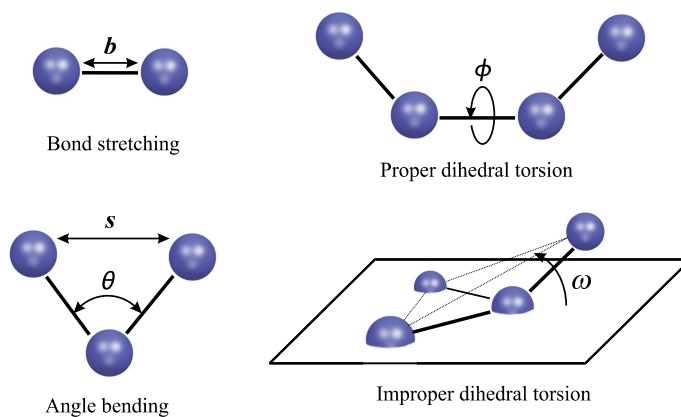 b
Bond stretching
ϕ
Proper dihedral torsion
s
θ
Angle bending
ω
Improper dihedral torsion